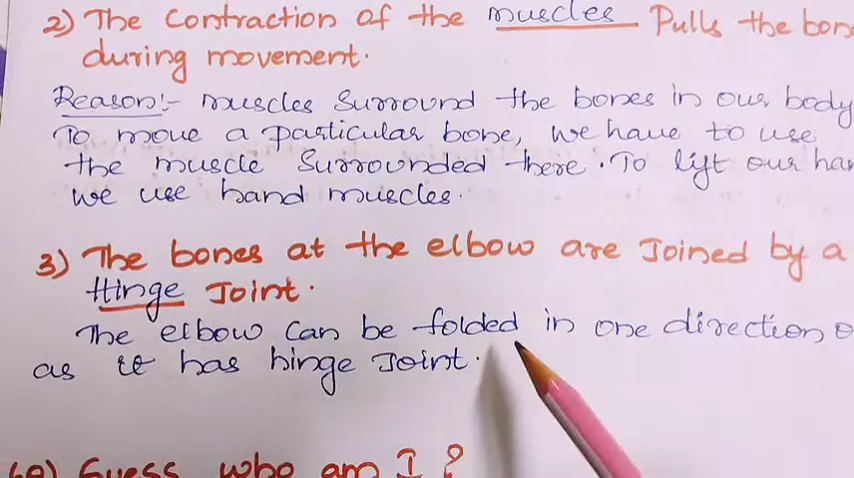 2) The contraction of the muscles Pulls the bone
during movement.
Reason:- muscles surround the bones in our body
To move a particular bone, we have to use
the muscle surrounded there. To lift our han
we use hand muscles.
3) The bones at the elbow are Joined by a
Hinge Joint.
The elbow can be folded in one direction o
as it has hinge Joint.
Guess who am I ?